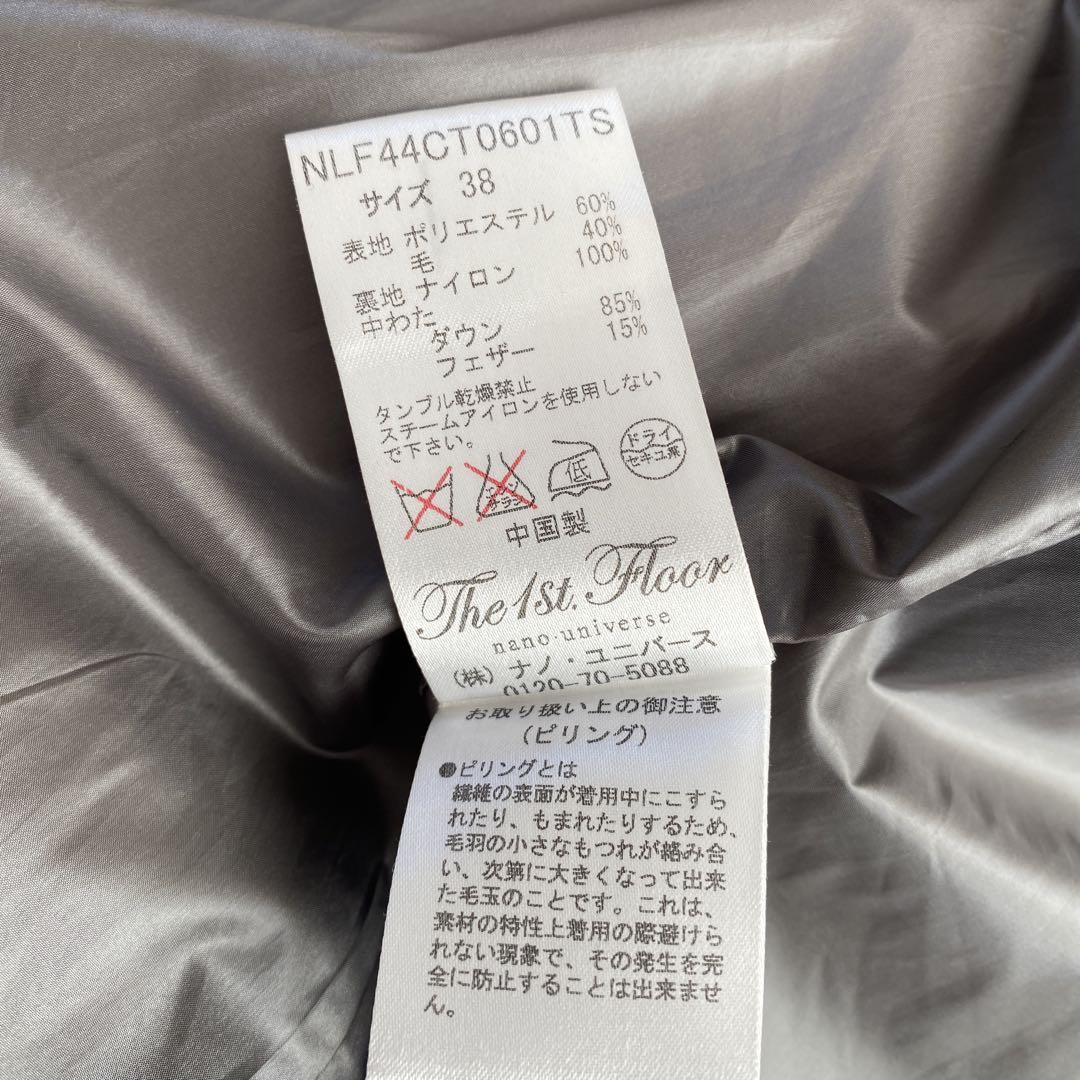 NLF44CT0601TS
サイズ 38
表地 ポリエステル 60%
毛 40%
裏地 ナイロン 100%
中わた
ダウン 85%
フェザー 15%
タンブル乾燥禁止
スチームアイロンを使用しない
で下さい。
エンソ
サラシ
低
ドライ
セキユ系
中国製
The 1st. Floor
nano・universe
(株) ナノ・ユニバース
0120-70-5088
お取り扱い上の御注意
(ピリング)
●ピリングとは
繊維の表面が着用中にこすら
れたり、もまれたりするため、
毛羽の小さなもつれが絡み合
い、次第に大きくなって出来
た毛玉のことです。これは、
素材の特性上着用の際避けら
れない現象で、その発生を完
全に防止することは出来ませ
ん。